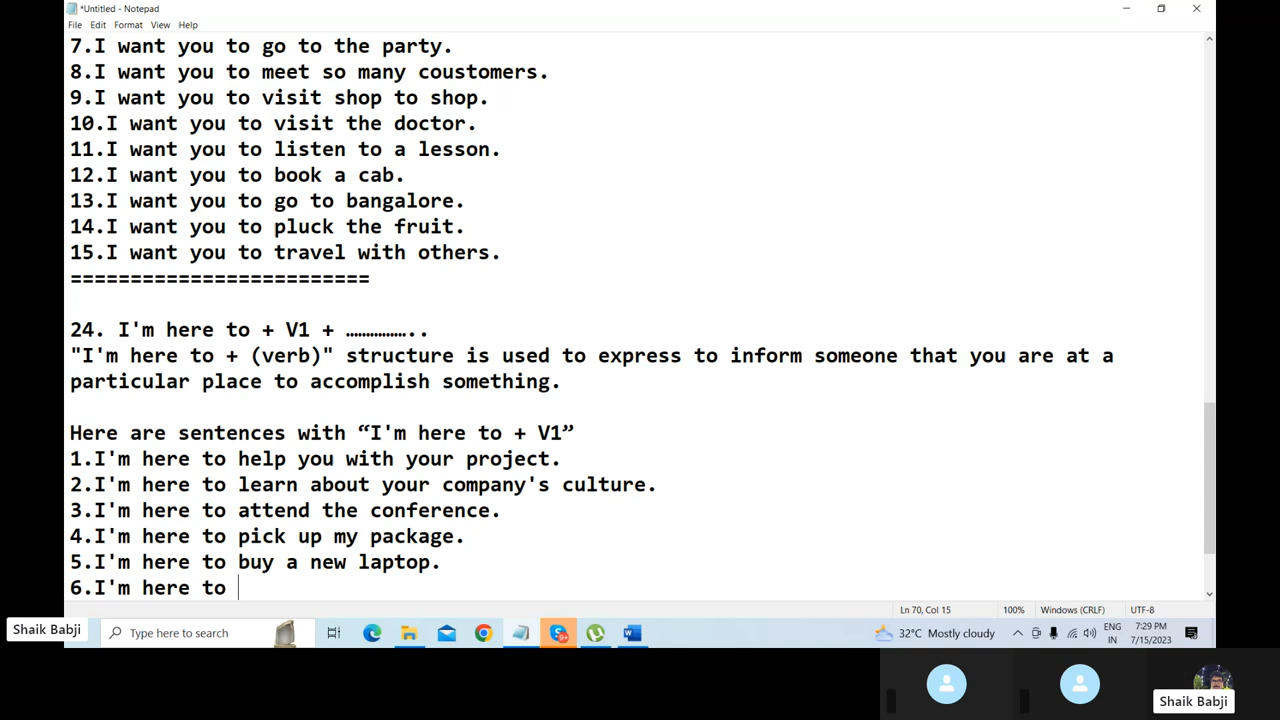 *Untitled - Notepad
File Edit Format View Help
7.I want you to go to the party.
8.I want you to meet so many coustomers.
9.I want you to visit shop to shop.
10.I want you to visit the doctor.
11.I want you to listen to a lesson.
12.I want you to book a cab.
13.I want you to go to bangalore.
14.I want you to pluck the fruit.
15.I want you to travel with others.
=========================
24. I'm here to + V1 + ……………..
"I'm here to + (verb)" structure is used to express to inform someone that you are at a
particular place to accomplish something.
Here are sentences with “I'm here to + V1”
1.I'm here to help you with your project.
2.I'm here to learn about your company's culture.
3.I'm here to attend the conference.
4.I'm here to pick up my package.
5.I'm here to buy a new laptop.
6.I'm here to
Ln 70, Col 15 100% Windows (CRLF) UTF-8
Shaik Babji
Type here to search
9+
32°C Mostly cloudy
ENG
IN
7:29 PM
7/15/2023
Shaik Babji